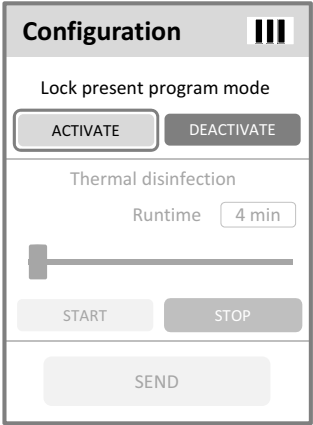 Configuration
Lock present program mode
ACTIVATE DEACTIVATE
Thermal disinfection
Runtime 4 min
START STOP
SEND